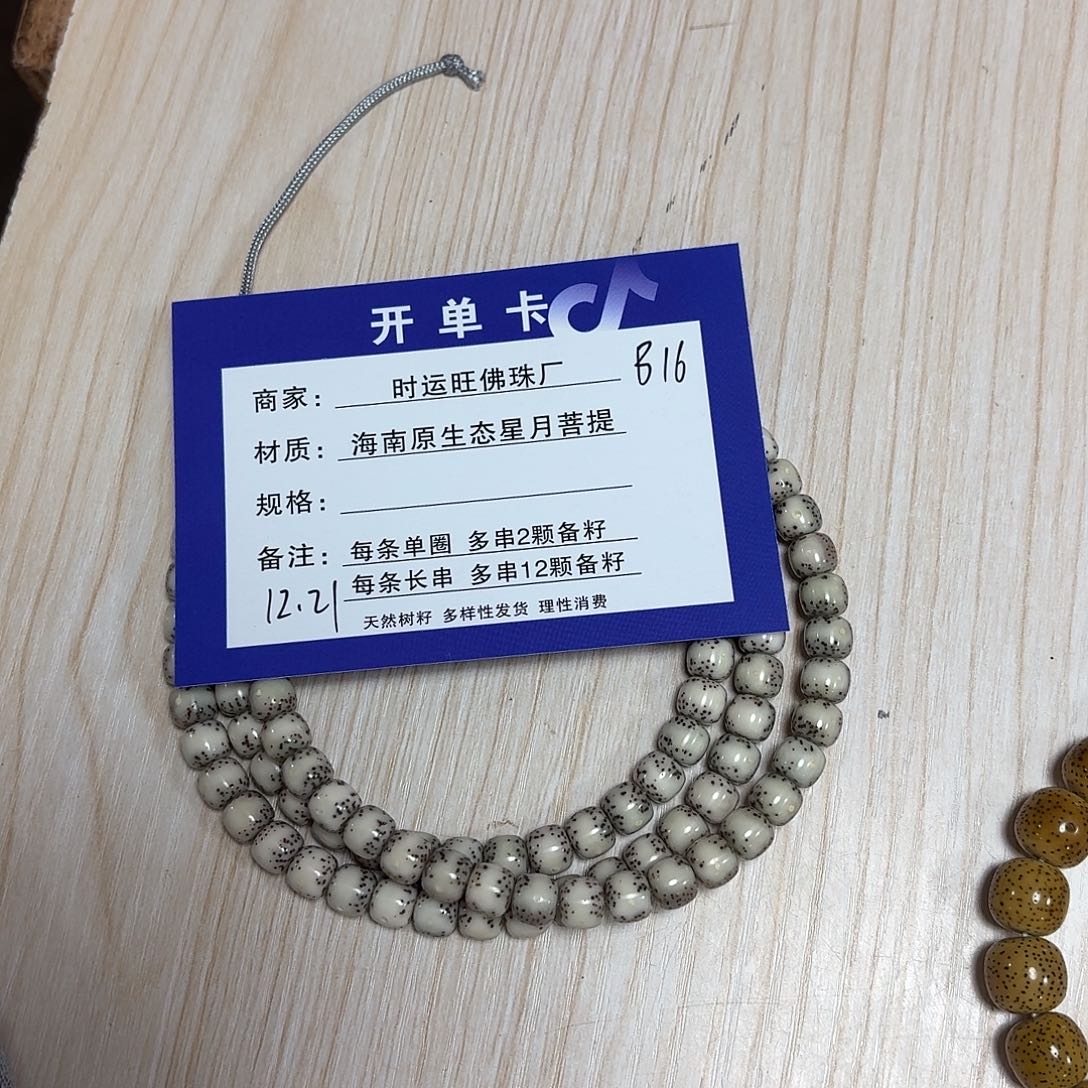 开单卡
商家： 时运旺佛珠厂 B16
材质： 海南原生态星月菩提
规格：
备注： 每条单圈 多串2颗备籽
12.21 每条长串 多串12颗备籽
天然树籽 多样性发货 理性消费